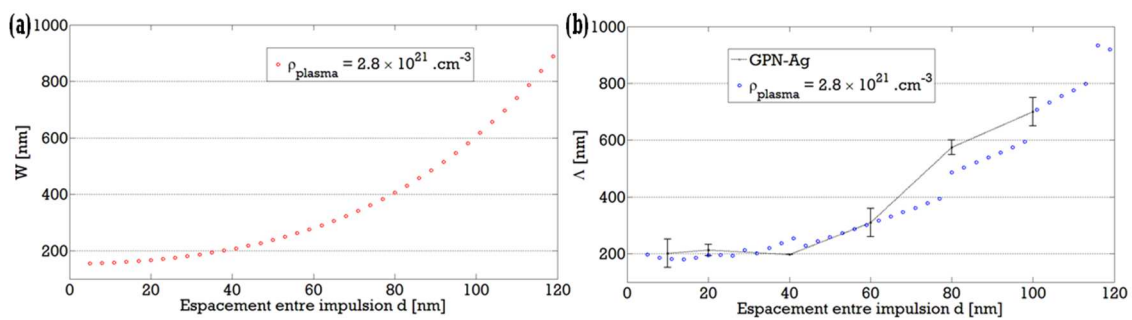 (a)
1000
800
600
400
200
0
20
40
60
80
100
120
W [nm]
Espacement entre impulsion d [nm]
ρplasma = 2.8 × 10²¹ .cm⁻³
(b)
1000
800
600
400
200
0
0
20
40
60
80
100
120
Λ [nm]
Espacement entre impulsion d [nm]
GPN-Ag
ρplasma = 2.8 × 10²¹ .cm⁻³